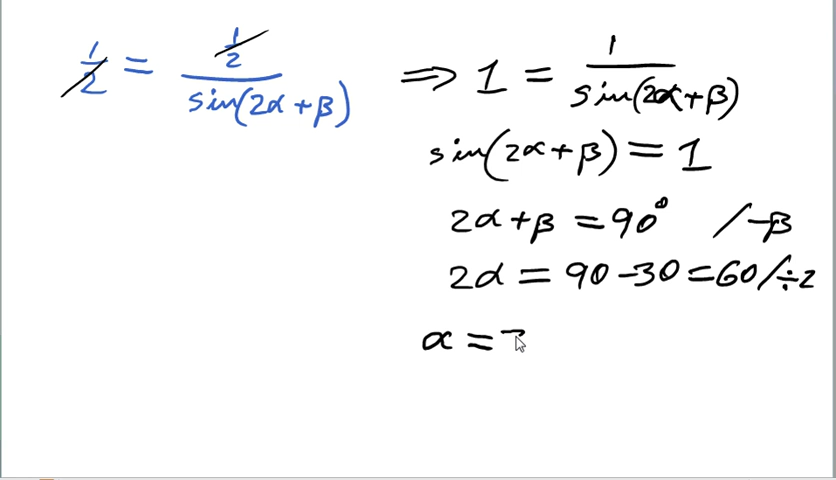 1/2 = (1/2)/sin(2α+β) ⇒ 1 = 1/sin(2α+β)
sin(2α+β) = 1
2α+β = 90° /-β
2α = 90-30 = 60/÷2
α =